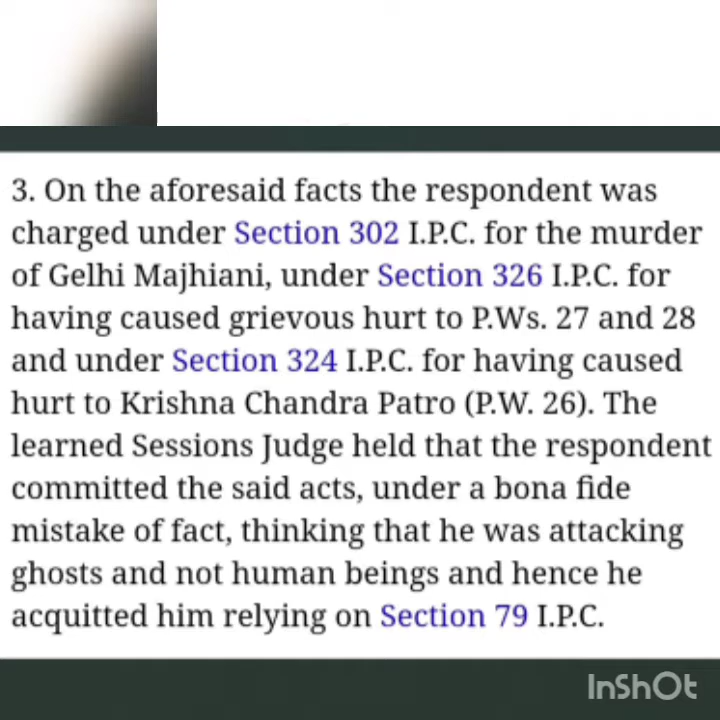 3. On the aforesaid facts the respondent was
charged under Section 302 I.P.C. for the murder
of Gelhi Majhiani, under Section 326 I.P.C. for
having caused grievous hurt to P.Ws. 27 and 28
and under Section 324 I.P.C. for having caused
hurt to Krishna Chandra Patro (P.W. 26). The
learned Sessions Judge held that the respondent
committed the said acts, under a bona fide
mistake of fact, thinking that he was attacking
ghosts and not human beings and hence he
acquitted him relying on Section 79 I.P.C.
InShOt